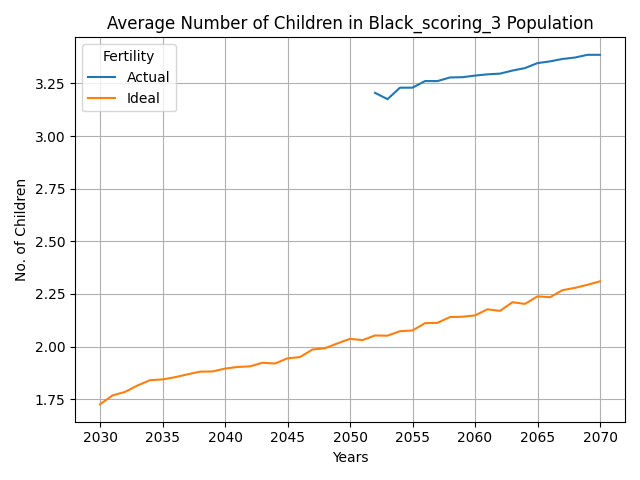 Average Number of Children in Black_scoring_3 Population
Fertility
Actual
Ideal
3.25
3.00
2.75
2.50
2.25
2.00
1.75
No. of Children
2030 2035 2040 2045 2050 2055 2060 2065 2070
Years